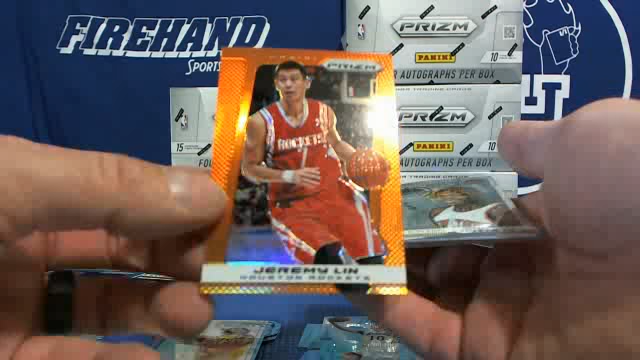 FIREHAND
Sports
PRIZM
PANINI
10
AUTOGRAPHS PER BOX
PRIZM
ROCKETS
15
PRIZM
PANINI
10
AUTOGRAPHS PER BOX
JEREMY LIN
HOUSTON ROCKETS